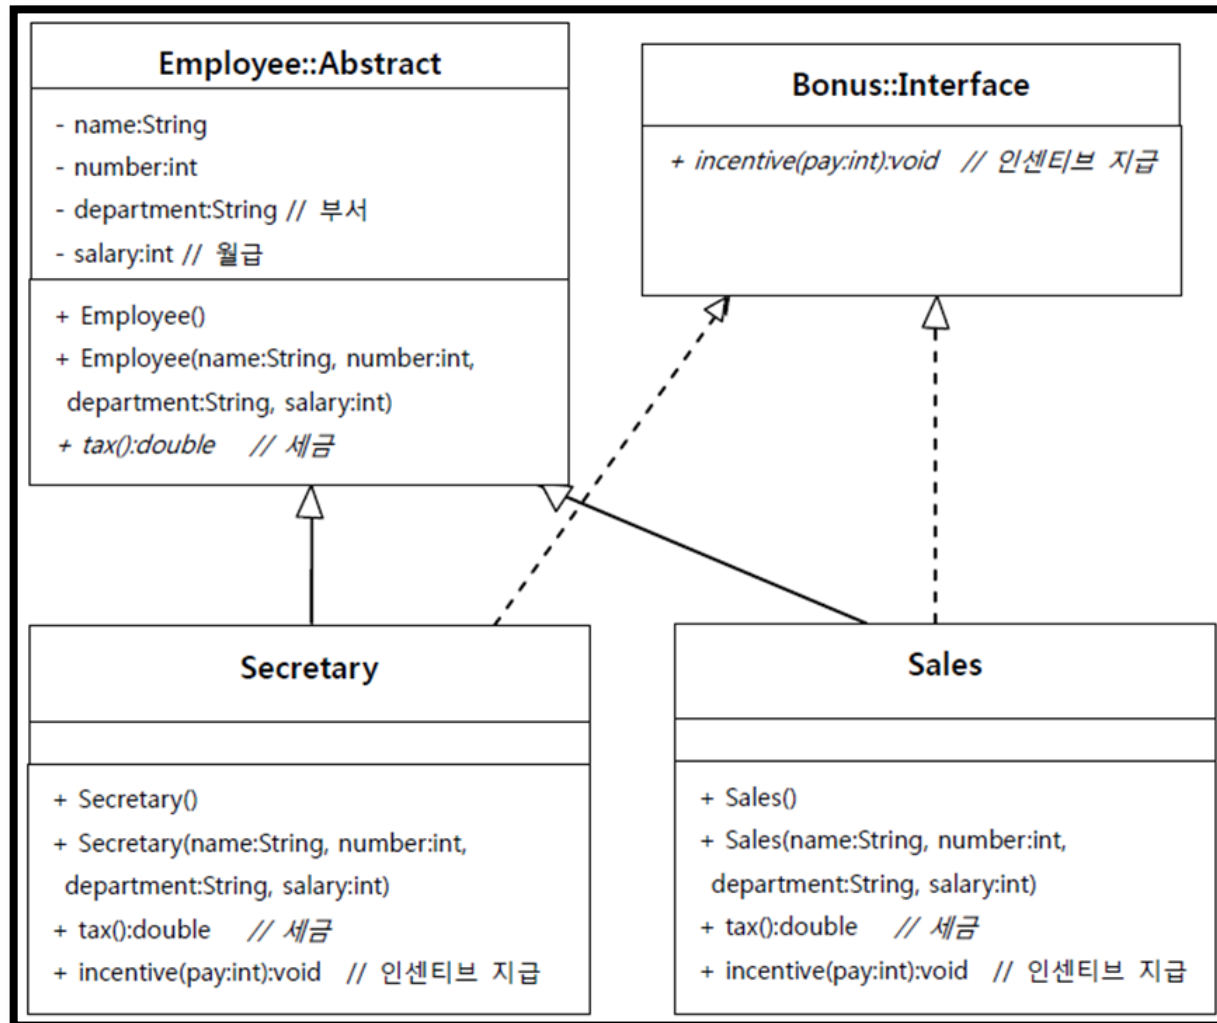 Employee::Abstract
- name:String
- number:int
- department:String // 부서
- salary:int // 월급
+ Employee()
+ Employee(name:String, number:int,
department:String, salary:int)
+ tax():double // 세금
Bonus::Interface
+ incentive(pay:int):void // 인센티브 지급
Secretary
+ Secretary()
+ Secretary(name:String, number:int,
department:String, salary:int)
+ tax():double // 세금
+ incentive(pay:int):void // 인센티브 지급
Sales
+ Sales()
+ Sales(name:String, number:int,
department:String, salary:int)
+ tax():double // 세금
+ incentive(pay:int):void // 인센티브 지급